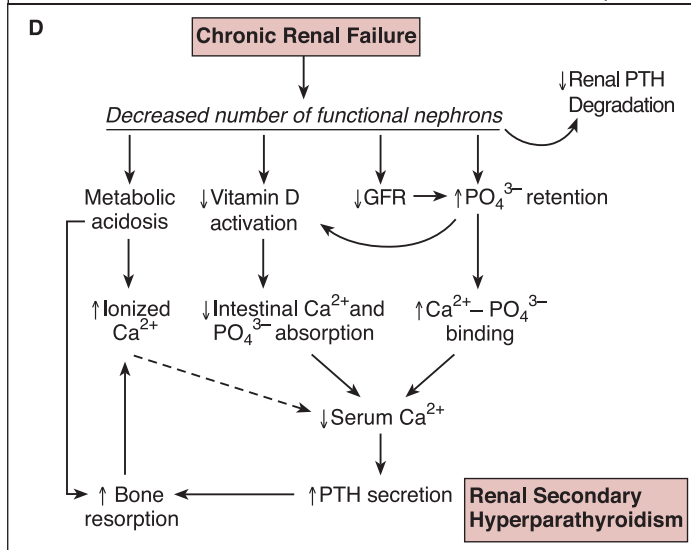 D
Chronic Renal Failure
↓Renal PTH
Degradation
Decreased number of functional nephrons
Metabolic
acidosis
↓Vitamin D
activation
↓GFR
↑PO₄³⁻ retention
↑Ionized
Ca²⁺
↓Intestinal Ca²⁺ and
PO₄³⁻ absorption
↑Ca²⁺–PO₄³⁻
binding
↓Serum Ca²⁺
↑ Bone
resorption
↑PTH secretion
Renal Secondary
Hyperparathyroidism